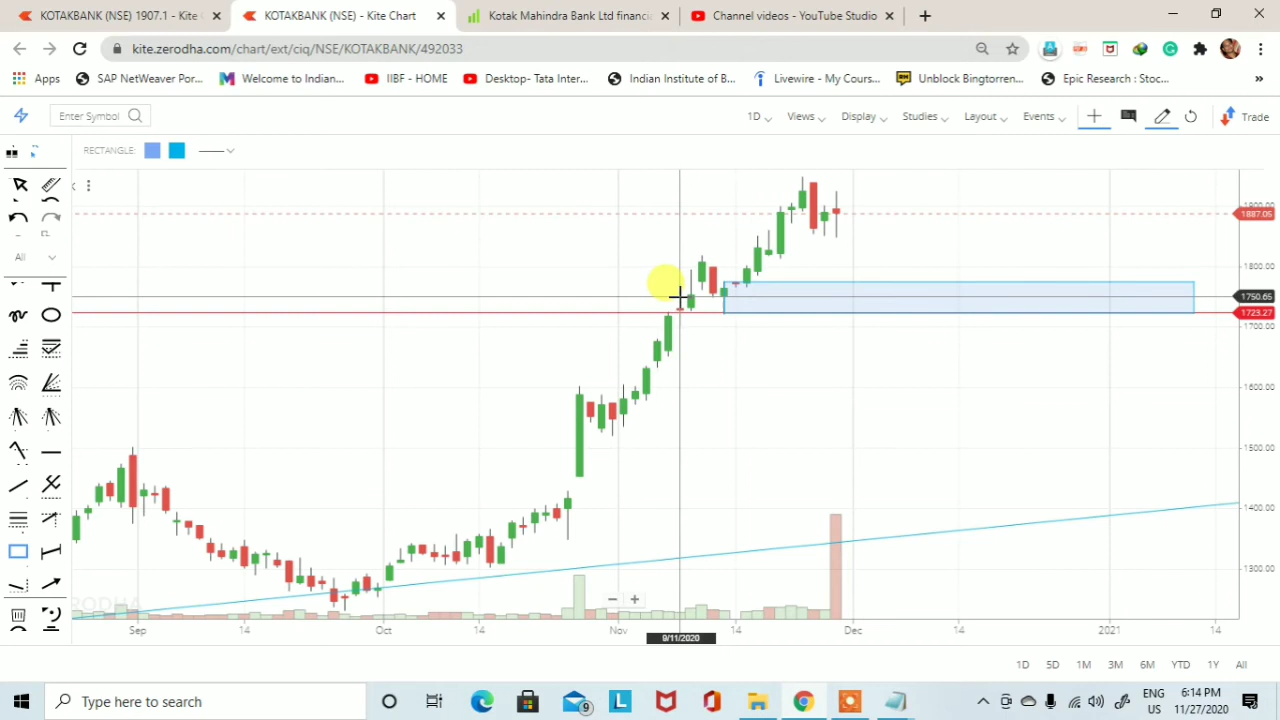 KOTAKBANK (NSE) 1907.1 - Kite
KOTAKBANK (NSE) - Kite Chart
Kotak Mahindra Bank Ltd financi
Channel videos - YouTube Studio
kite.zerodha.com/chart/ext/ciq/NSE/KOTAKBANK/492033
Apps
SAP NetWeaver Por...
Welcome to Indian...
IIBF - HOME
Desktop- Tata Inter...
Indian Institute of B...
Livewire - My Cours...
Unblock Bingtorren...
Epic Research : Stoc...
»
Enter Symbol
1D
Views
Display
Studies
Layout
Events
Trade
RECTANGLE:
1887.05
1800.00
1750.65
1723.27
1700.00
All
1600.00
1500.00
1400.00
1300.00
Sep
14
Oct
14
Nov
9/11/2020
14
Dec
14
2021
14
1D
5D
1M
3M
6M
YTD
1Y
All
Type here to search
9
ENG
US
6:14 PM
11/27/2020